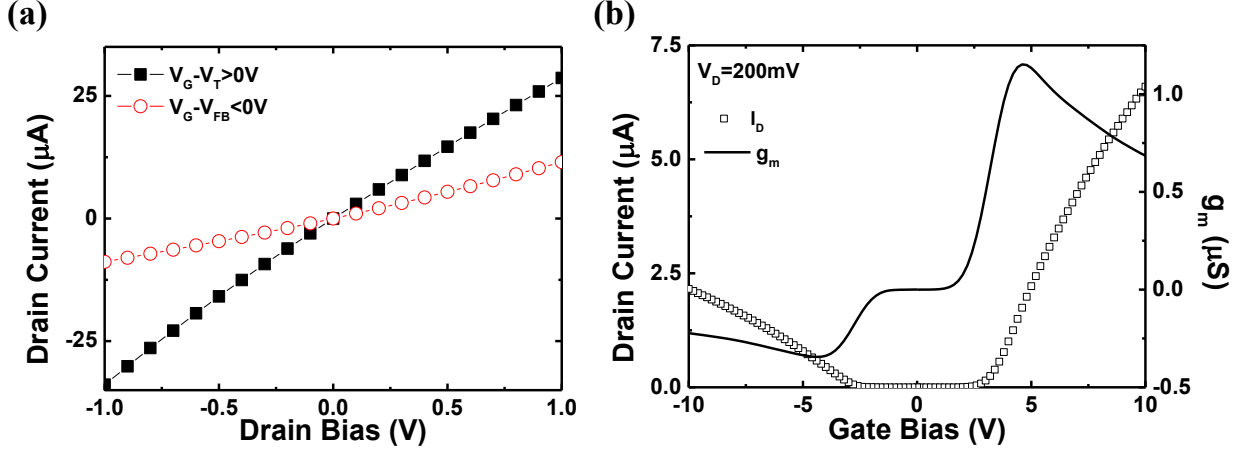 (a)
Drain Current (μA)
25
0
-25
V_G-V_T>0V
V_G-V_FB<0V
-1.0 -0.5 0.0 0.5 1.0
Drain Bias (V)
(b)
Drain Current (μA)
7.5
5.0
2.5
0.0
V_D=200mV
I_D
g_m
1.0
0.5
0.0
-0.5
g_m (μS)
-10 -5 0 5 10
Gate Bias (V)